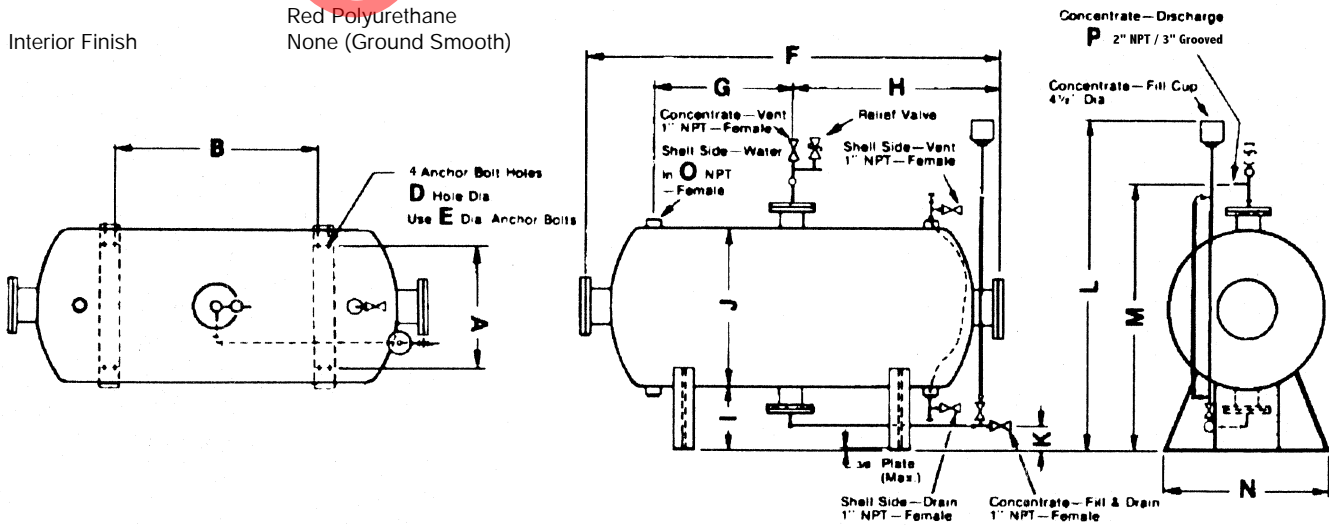 Red Polyurethane
Interior Finish
None (Ground Smooth)
Concentrate—Discharge
P 2" NPT / 3" Grooved
F
G
H
Concentrate—Fill Cup
4½" Dia
Concentrate—Vent
1" NPT—Female
Relief Valve
Shell Side—Water
In O NPT
—Female
Shell Side—Vent
1" NPT—Female
B
4 Anchor Bolt Holes
D Hole Dia
Use E Dia Anchor Bolts
A
J
I
K
L
M
N
3/8 Plate
(Max.)
Shell Side—Drain
1" NPT—Female
Concentrate—Fill & Drain
1" NPT—Female